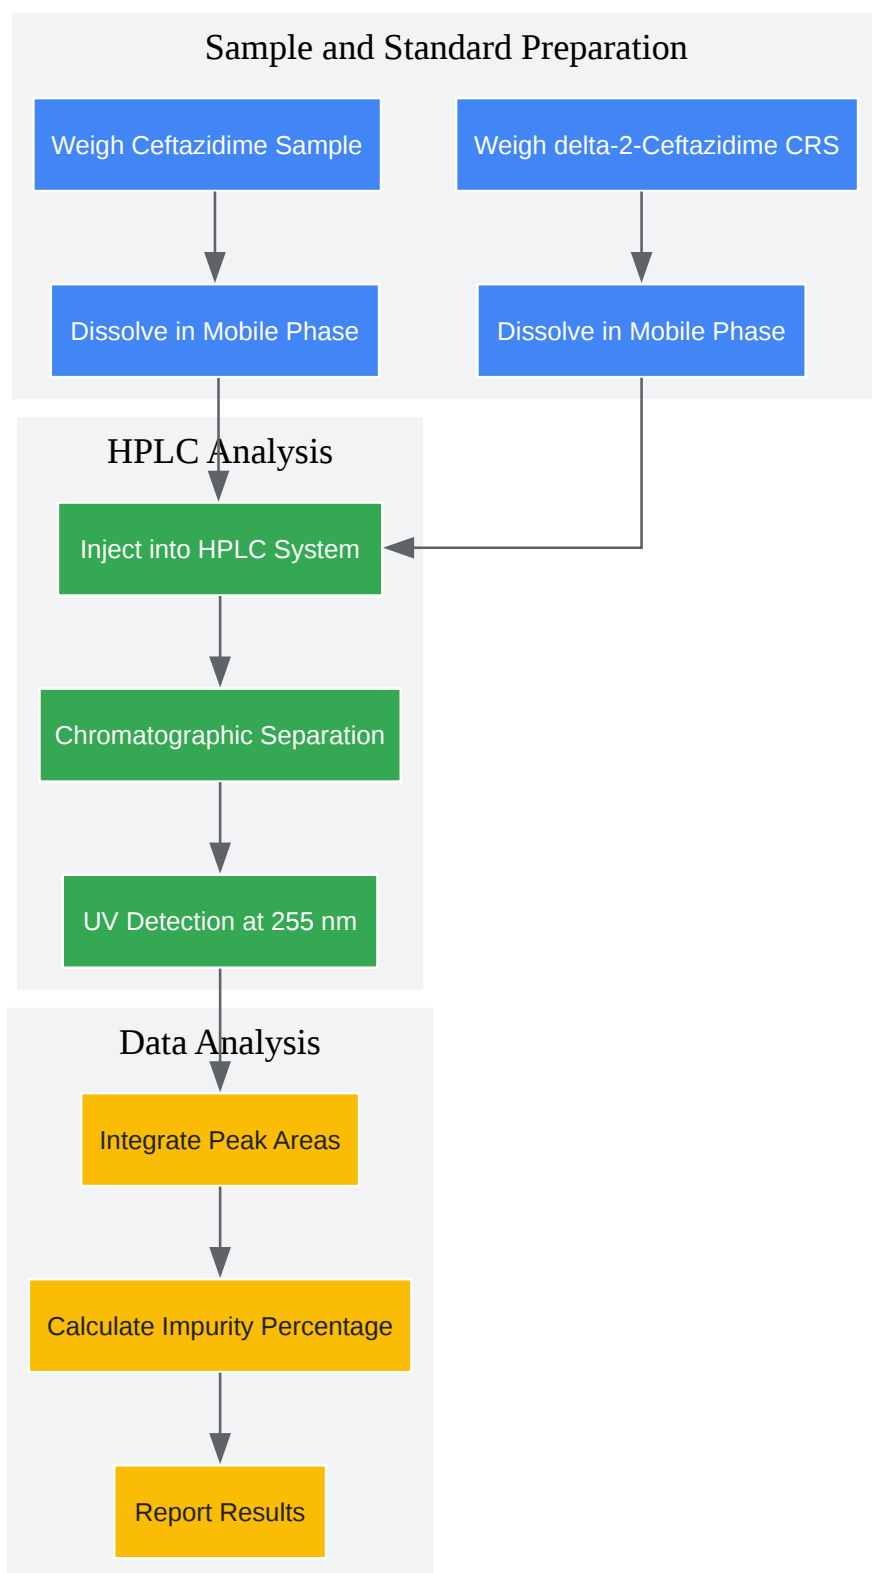 Sample and Standard Preparation
Weigh Ceftazidime Sample
Weigh delta-2-Ceftazidime CRS
Dissolve in Mobile Phase
Dissolve in Mobile Phase
HPLC Analysis
Inject into HPLC System
Chromatographic Separation
UV Detection at 255 nm
Data Analysis
Integrate Peak Areas
Calculate Impurity Percentage
Report Results